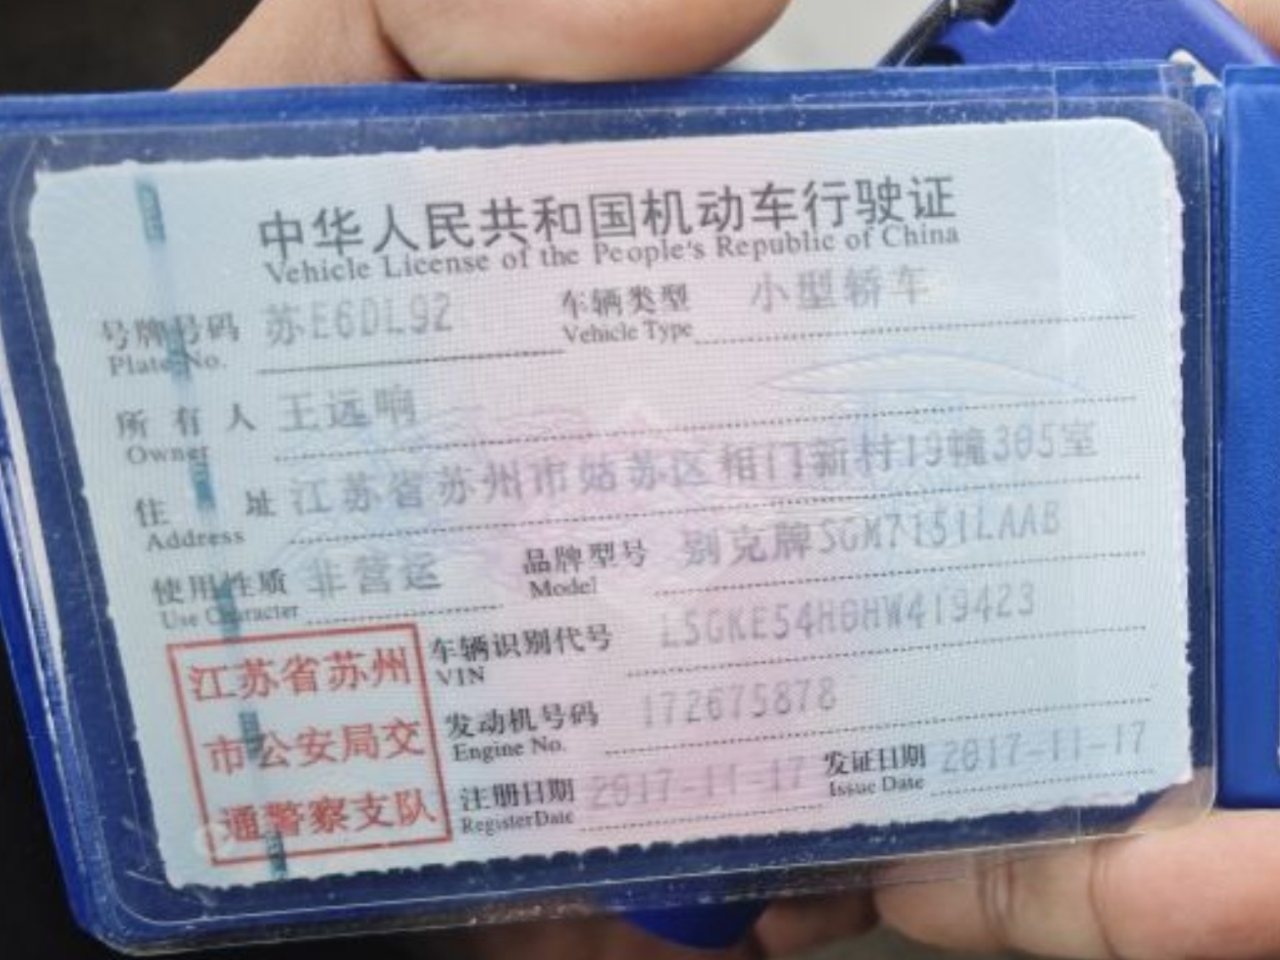 中华人民共和国机动车行驶证
Vehicle License of the People's Republic of China
号牌号码 苏E6DL92 车辆类型 小型轿车
Plate No. Vehicle Type
所有人 王远响
Owner
住址 江苏省苏州市姑苏区相门新村19幢305室
Address
使用性质 非营运 品牌型号 别克牌SGM7151LAAB
Use Character Model
车辆识别代号 LSGKE54H0HW419423
VIN
发动机号码 172675878
Engine No.
注册日期 2017-11-17 发证日期 2017-11-17
Register Date Issue Date
江苏省苏州
市公安局交
通警察支队